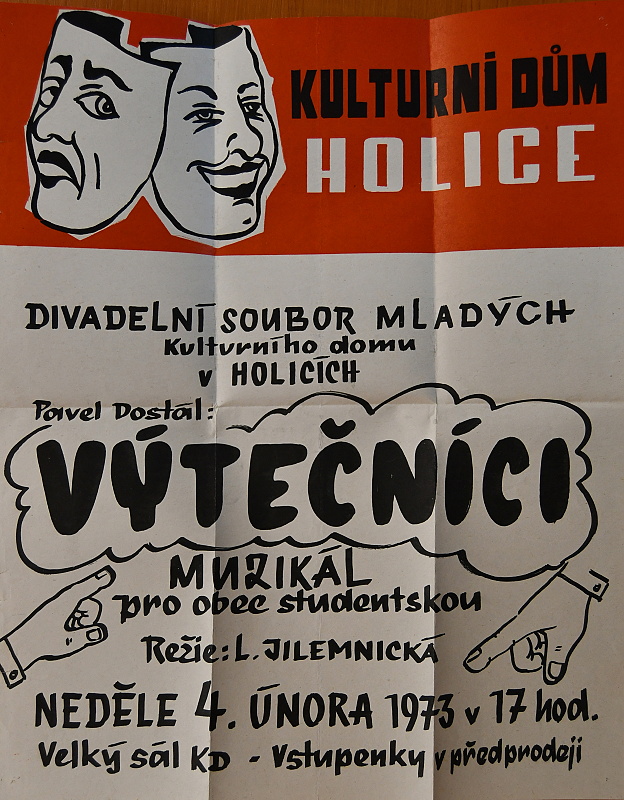 KULTURNÍ DŮM
HOLICE
DIVADELNÍ SOUBOR MLADÝCH
Kulturního domu
v HOLICÍCH
Pavel Dostál:
VÝTEČNÍCI
MUZIKÁL
pro obec studentskou
Režie: L. JILEMNICKÁ
NEDĚLE 4. ÚNORA 1973 v 17 hod.
Velký sál KD - Vstupenky v předprodeji